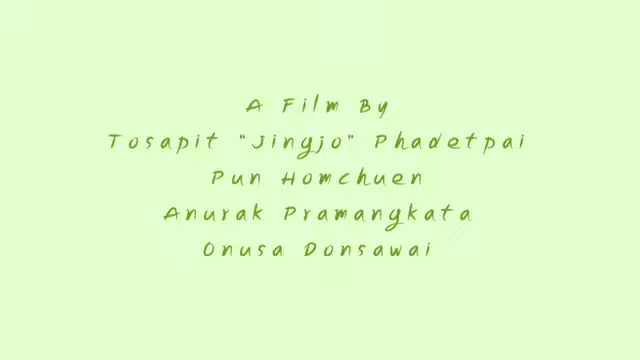 A Film By
Tosapit "Jingjo" Phadetpai
Pun Homchuen
Anurak Pramangkata
Onusa Donsawai